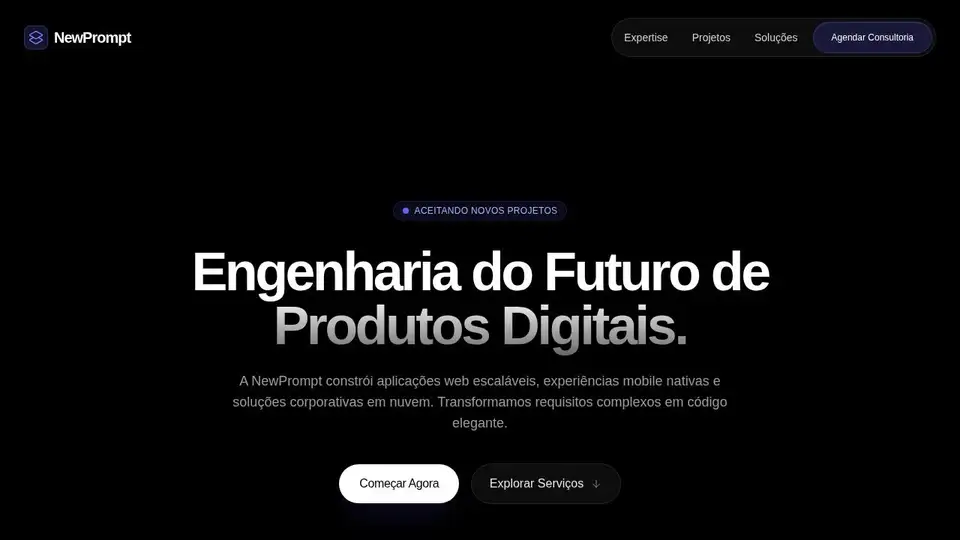 NewPrompt
Expertise
Projetos
Soluções
Agendar Consultoria
ACEITANDO NOVOS PROJETOS
Engenharia do Futuro de
Produtos Digitais.
A NewPrompt constrói aplicações web escaláveis, experiências mobile nativas e
soluções corporativas em nuvem. Transformamos requisitos complexos em código
elegante.
Começar Agora
Explorar Serviços